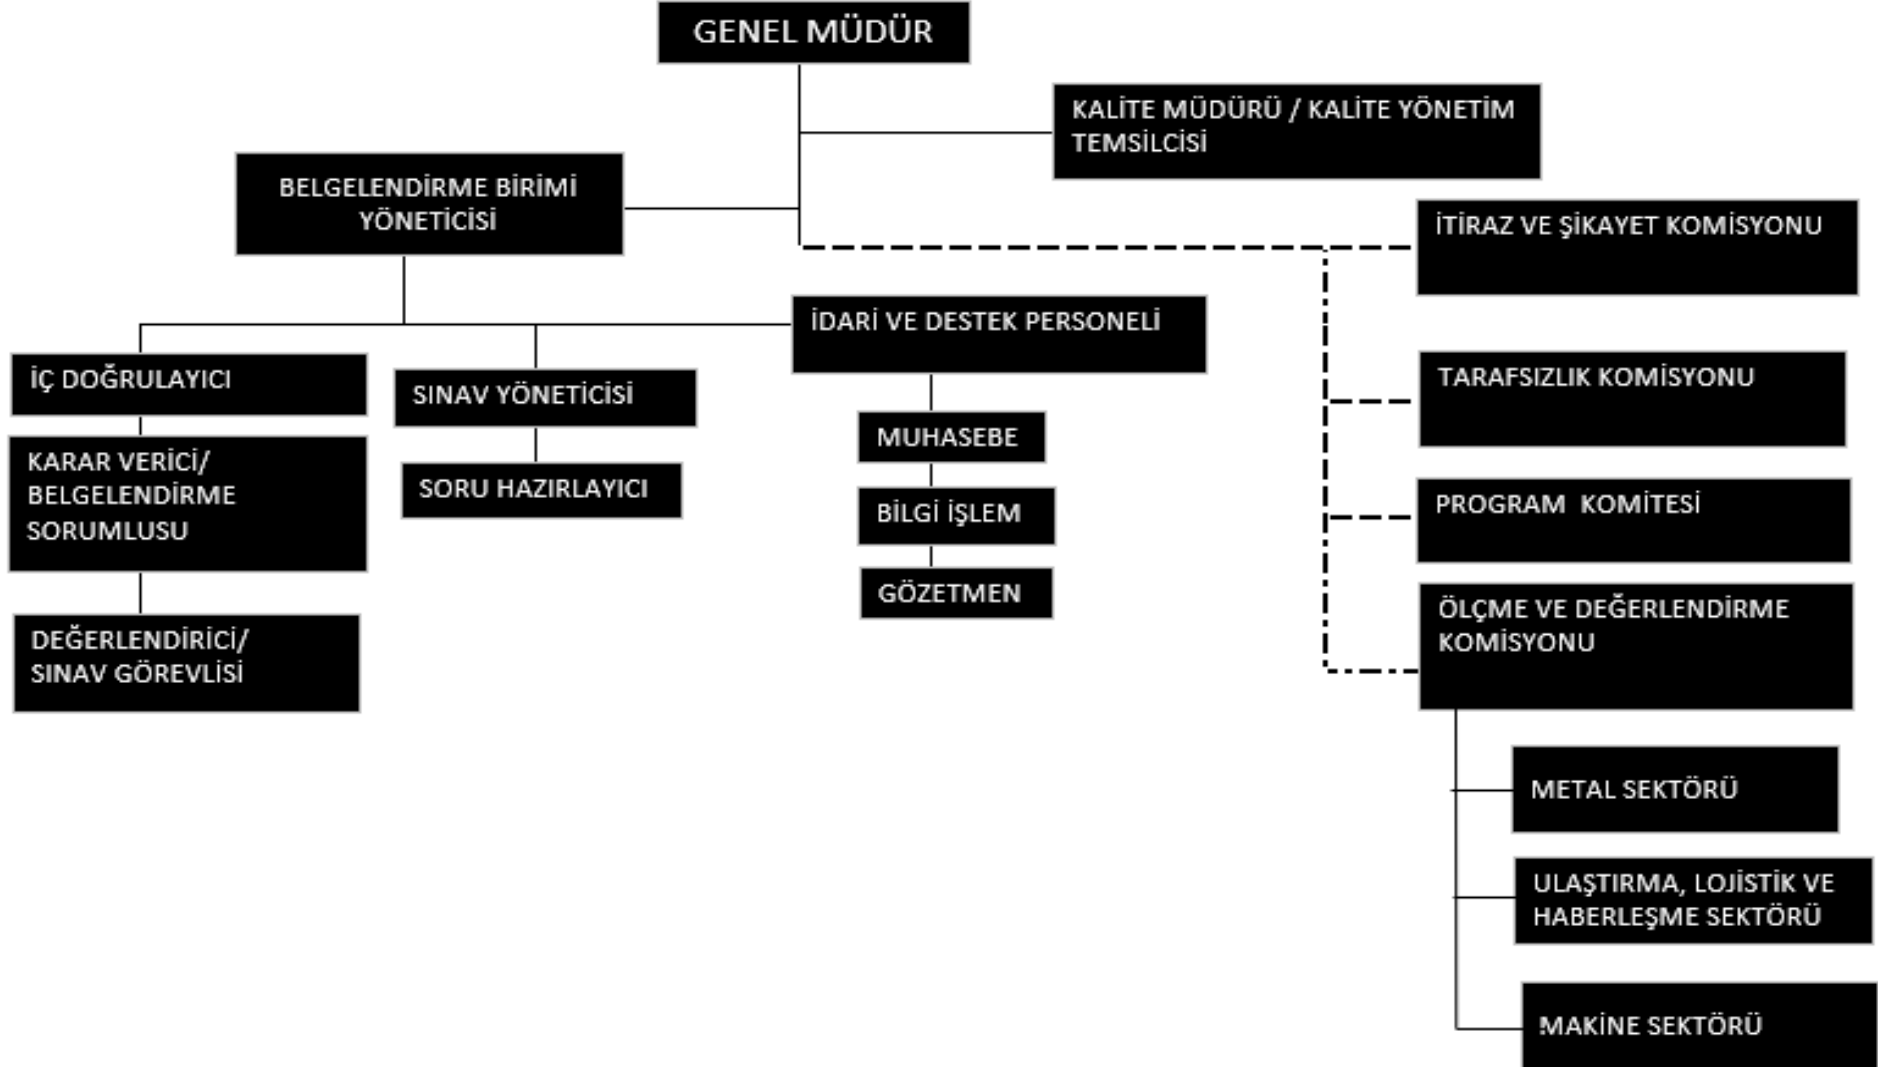 GENEL MÜDÜR
KALİTE MÜDÜRÜ / KALİTE YÖNETİM
TEMSİLCİSİ
BELGELENDİRME BİRİMİ
YÖNETİCİSİ
İTİRAZ VE ŞİKAYET KOMİSYONU
İDARİ VE DESTEK PERSONELİ
İÇ DOĞRULAYICI
SINAV YÖNETİCİSİ
TARAFSIZLIK KOMİSYONU
MUHASEBE
KARAR VERİCİ/
BELGELENDİRME
SORUMLUSU
SORU HAZIRLAYICI
BİLGİ İŞLEM
PROGRAM  KOMİTESİ
GÖZETMEN
ÖLÇME VE DEĞERLENDİRME
KOMİSYONU
DEĞERLENDİRİCİ/
SINAV GÖREVLİSİ
METAL SEKTÖRÜ
ULAŞTIRMA, LOJİSTİK VE
HABERLEŞME SEKTÖRÜ
MAKİNE SEKTÖRÜ